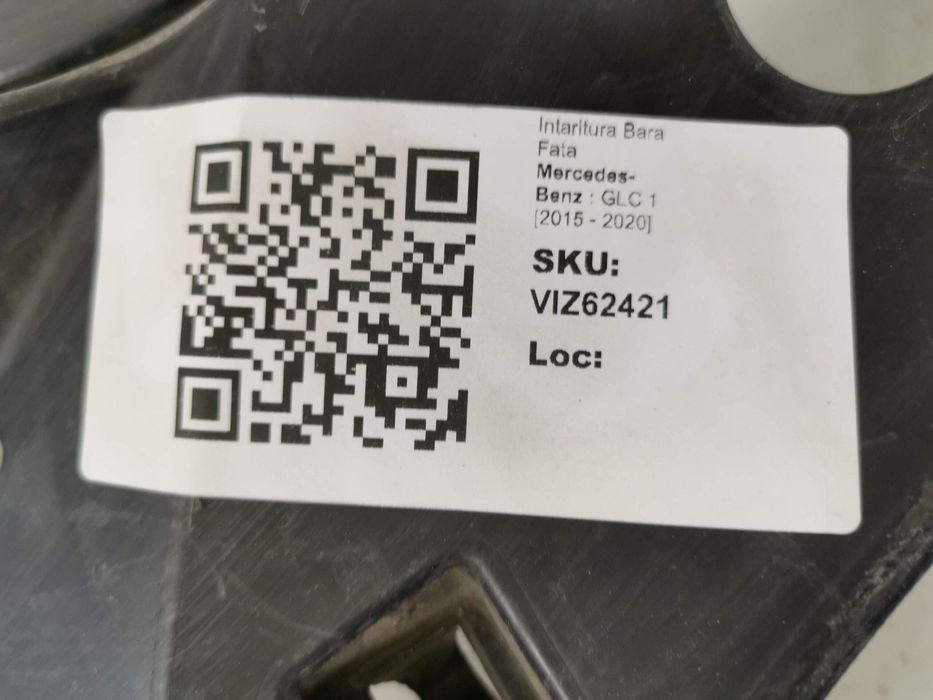 Intaritura Bara
Fata
Mercedes-
Benz : GLC 1
[2015 - 2020]
SKU:
VIZ62421
Loc: